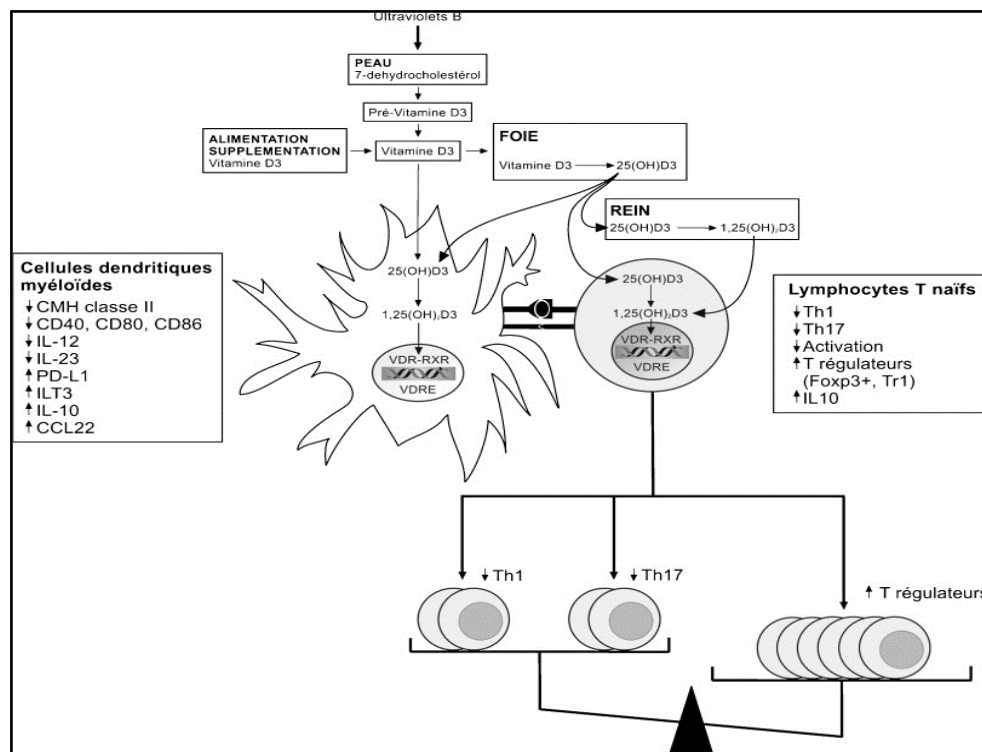 Ultraviolets B
PEAU
7-dehydrocholestérol
Pré-Vitamine D3
ALIMENTATION
SUPPLEMENTATION
Vitamine D3
Vitamine D3
FOIE
Vitamine D3
25(OH)D3
REIN
25(OH)D3
1,25(OH)₂D3
Cellules dendritiques
myéloïdes
↓CMH classe II
↓CD40, CD80, CD86
↓IL-12
↓IL-23
↑PD-L1
↑ILT3
↑IL-10
↑CCL22
25(OH)D3
1,25(OH)₂D3
VDR-RXR
VDRE
25(OH)D3
1,25(OH)₂D3
VDR-RXR
VDRE
Lymphocytes T naïfs
↓Th1
↓Th17
↓Activation
↑T régulateurs
(Foxp3+, Tr1)
↑IL10
↓Th1
↓Th17
↑ T régulateurs